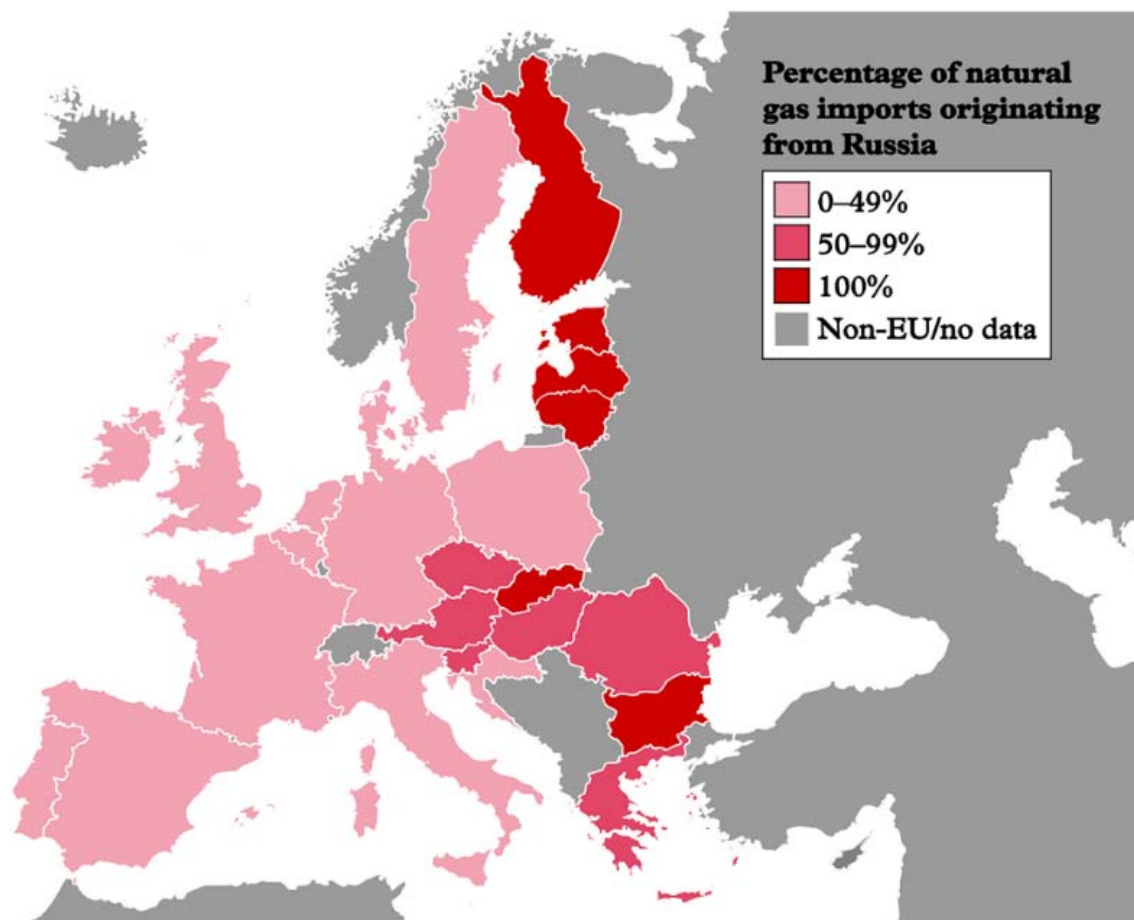 Percentage of natural
gas imports originating
from Russia
0–49%
50–99%
100%
Non-EU/no data